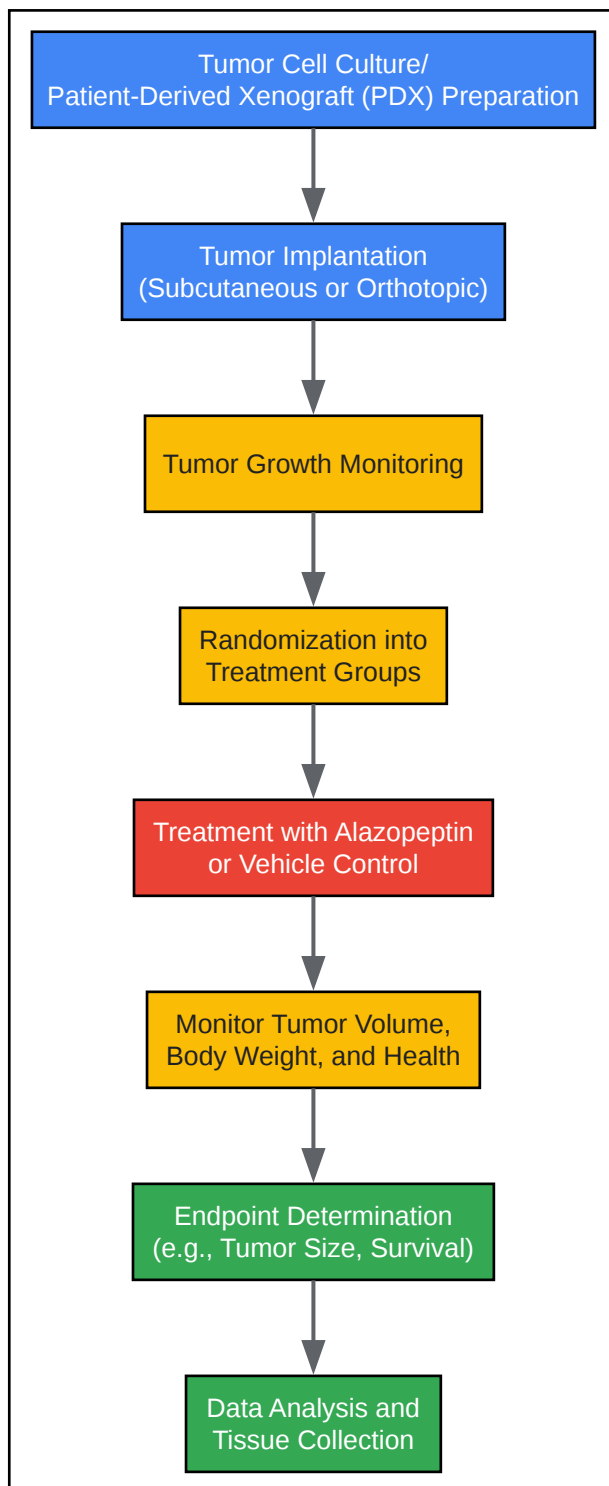 Tumor Cell Culture/
Patient-Derived Xenograft (PDX) Preparation
Tumor Implantation
(Subcutaneous or Orthotopic)
Tumor Growth Monitoring
Randomization into
Treatment Groups
Treatment with Alazopeptin
or Vehicle Control
Monitor Tumor Volume,
Body Weight, and Health
Endpoint Determination
(e.g., Tumor Size, Survival)
Data Analysis and
Tissue Collection